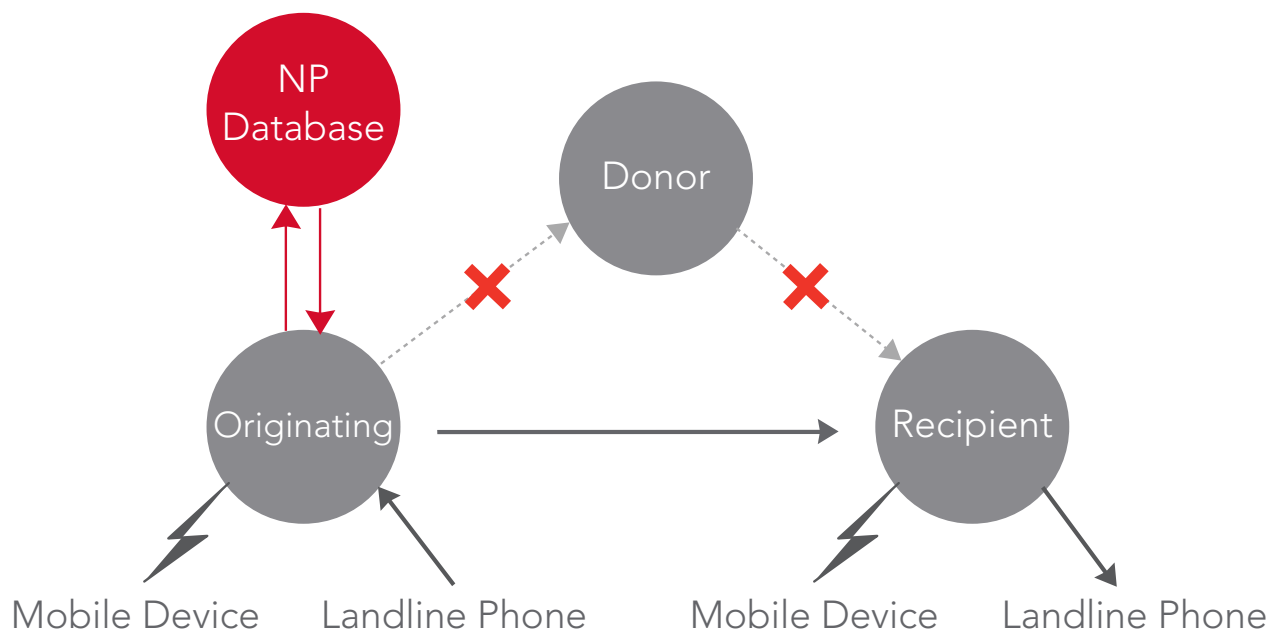 NP
Database
Donor
Originating
Recipient
Mobile Device
Landline Phone
Mobile Device
Landline Phone